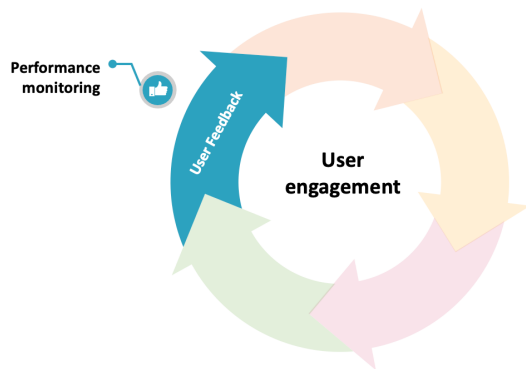 Performance
monitoring
User Feedback
User
engagement